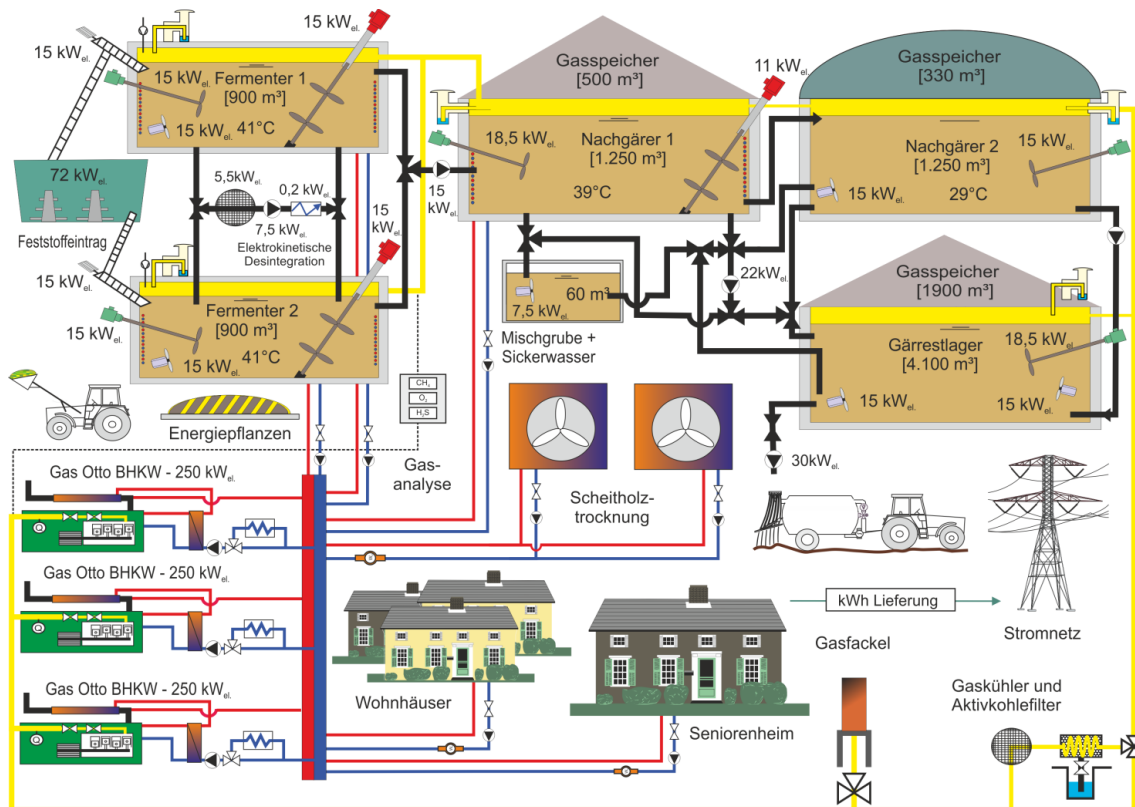 15 kWel.
15 kWel.
15 kWel.
Fermenter 1
[900 m³]
41°C
15 kWel.
72 kWel.
Feststoffeintrag
5,5kWel.
0,2 kWel.
7,5 kWel.
Elektrokinetische
Desintegration
15 kWel.
15 kWel.
15 kWel.
Fermenter 2
[900 m³]
41°C
15 kWel.
15
kWel.
Gasspeicher
[500 m³]
11 kWel.
18,5 kWel.
Nachgärer 1
[1.250 m³]
39°C
Gasspeicher
[330 m³]
15 kWel.
Nachgärer 2
[1.250 m³]
29°C
15 kWel.
60 m³
7,5 kWel.
Mischgrube +
Sickerwasser
22kWel.
Gasspeicher
[1900 m³]
18,5 kWel.
Gärrestlager
[4.100 m³]
15 kWel.
15 kWel.
30kWel.
Energiepflanzen
CH₄
O₂
H₂S
Gas-
analyse
Scheitholz-
trocknung
Gas Otto BHKW - 250 kWel.
Gas Otto BHKW - 250 kWel.
Gas Otto BHKW - 250 kWel.
Wohnhäuser
Seniorenheim
kWh Lieferung
Stromnetz
Gasfackel
Gaskühler und
Aktivkohlefilter